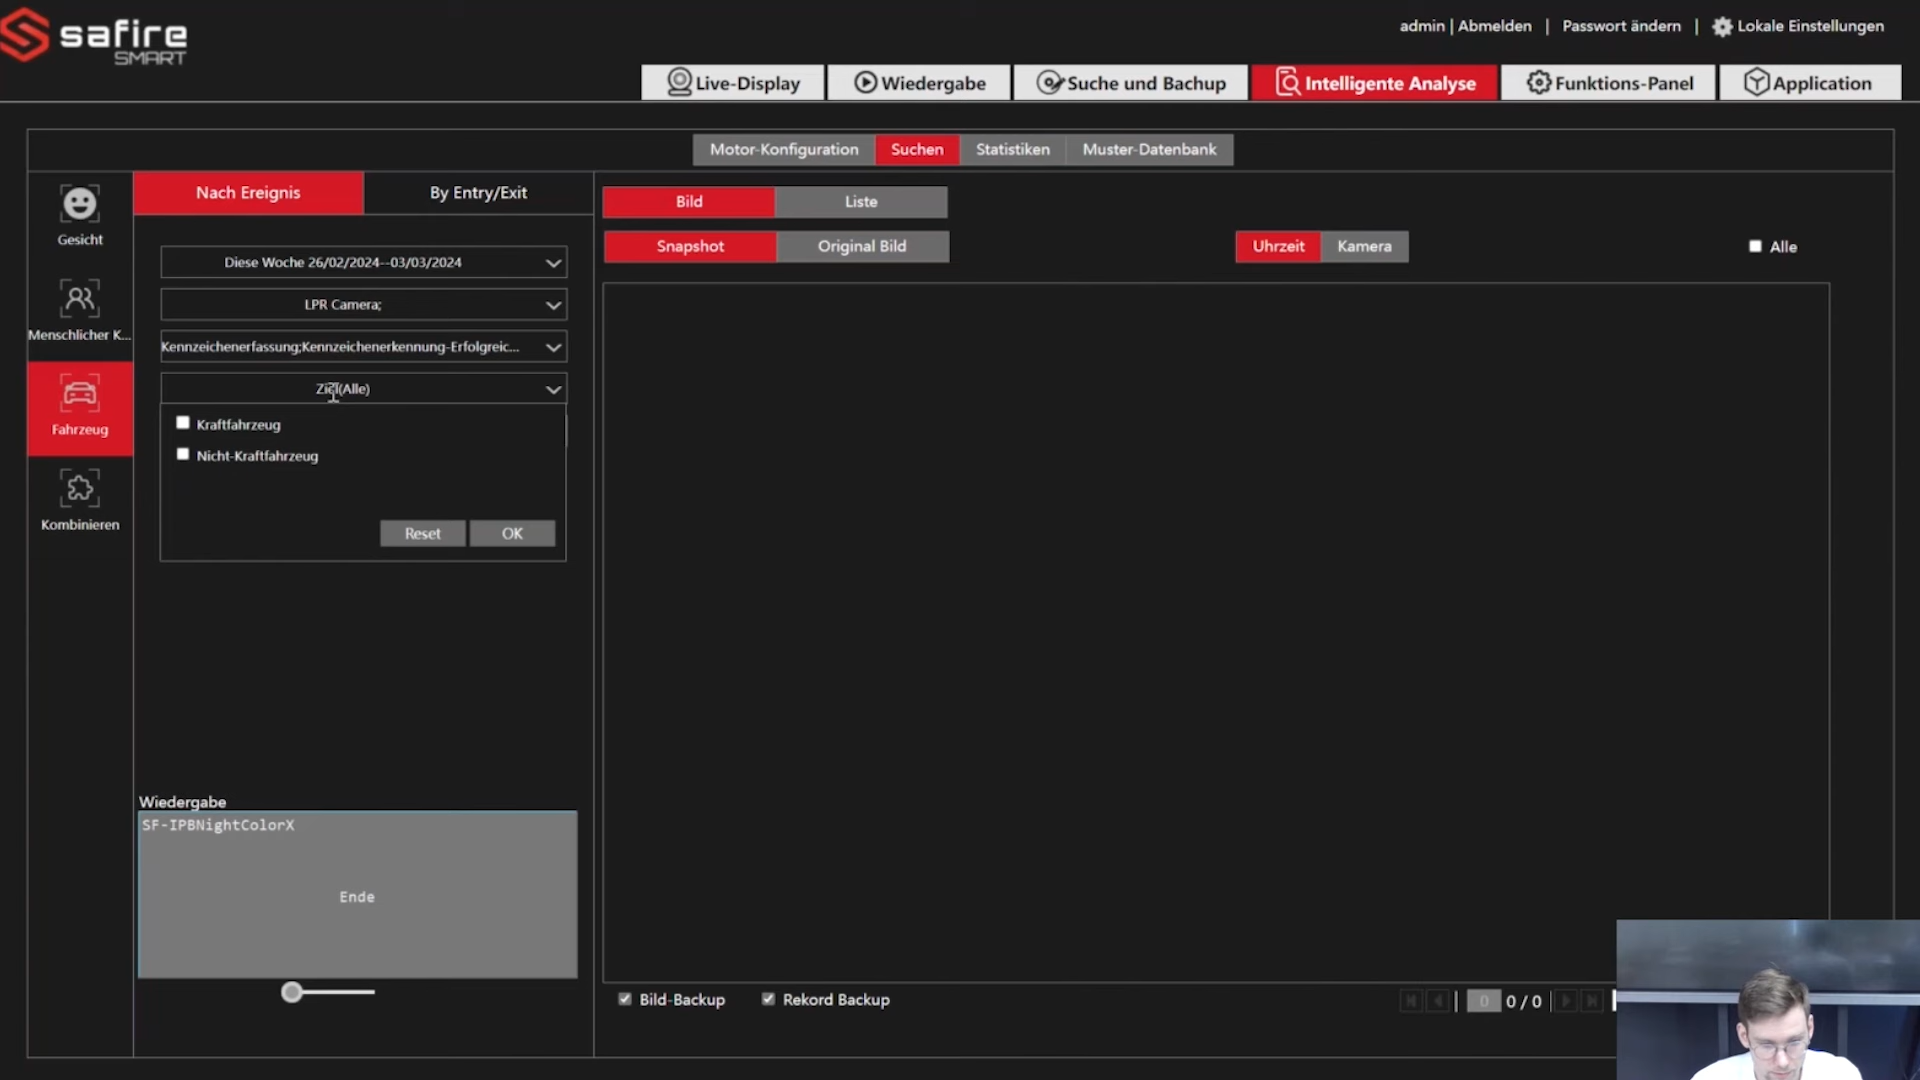 safire
SMART
admin | Abmelden | Passwort ändern | Lokale Einstellungen
Live-Display
Wiedergabe
Suche und Bachup
Intelligente Analyse
Funktions-Panel
Application
Motor-Konfiguration
Suchen
Statistiken
Muster-Datenbank
Gesicht
Menschlicher K...
Fahrzeug
Kombinieren
Nach Ereignis
By Entry/Exit
Diese Woche 26/02/2024--03/03/2024
LPR Camera;
Kennzeichenerfassung;Kennzeichenerkennung-Erfolgreic...
Ziel(Alle)
Kraftfahrzeug
Nicht-Kraftfahrzeug
Reset
OK
Wiedergabe
SF-IPBNightColorX
Ende
Bild
Liste
Snapshot
Original Bild
Uhrzeit
Kamera
Alle
Bild-Backup
Rekord Backup
0
0 / 0